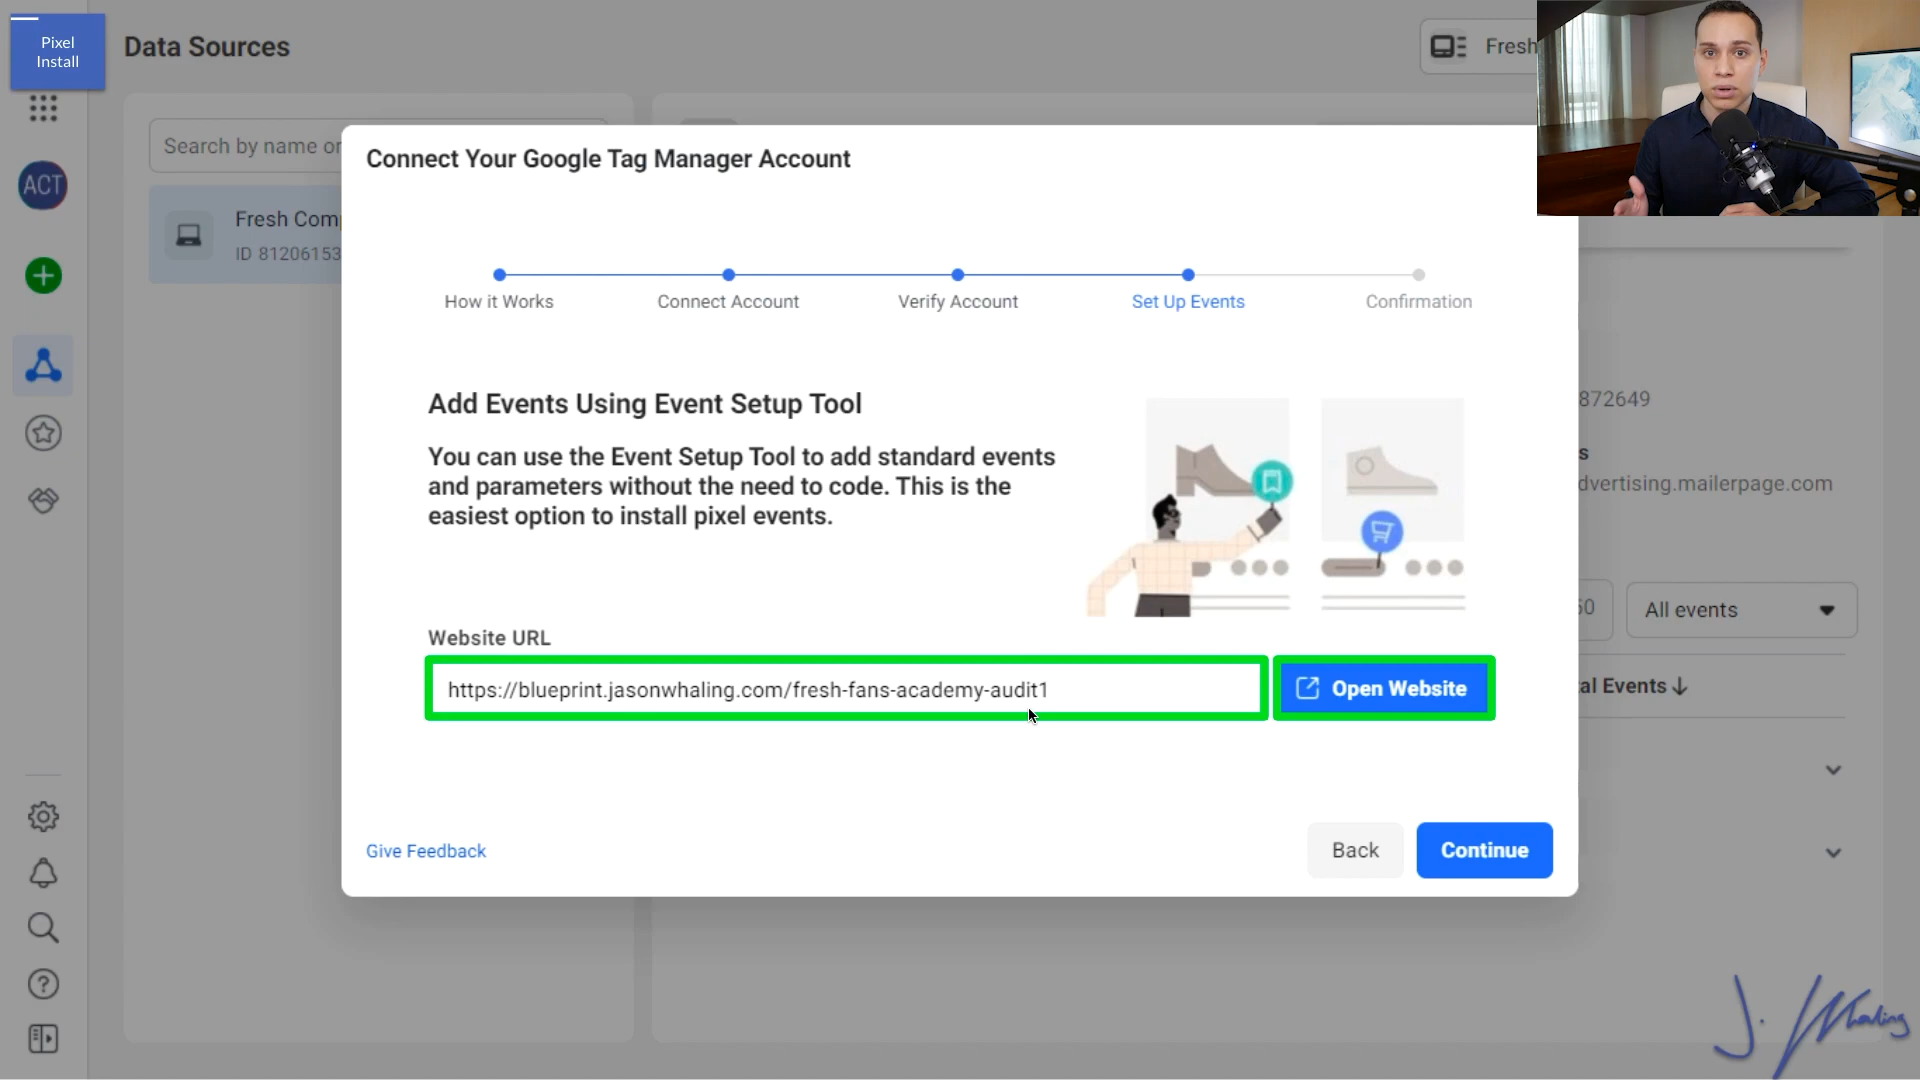 Pixel
Install
Data Sources
Fresh
Search by name or
ACT
Fresh Com
ID 81206153
Connect Your Google Tag Manager Account
How it Works
Connect Account
Verify Account
Set Up Events
Confirmation
Add Events Using Event Setup Tool
You can use the Event Setup Tool to add standard events
and parameters without the need to code. This is the
easiest option to install pixel events.
872649
s
dvertising.mailerpage.com
Website URL
https://blueprint.jasonwhaling.com/fresh-fans-academy-audit1
Open Website
All events
al Events
Give Feedback
Back
Continue
J. Whaling